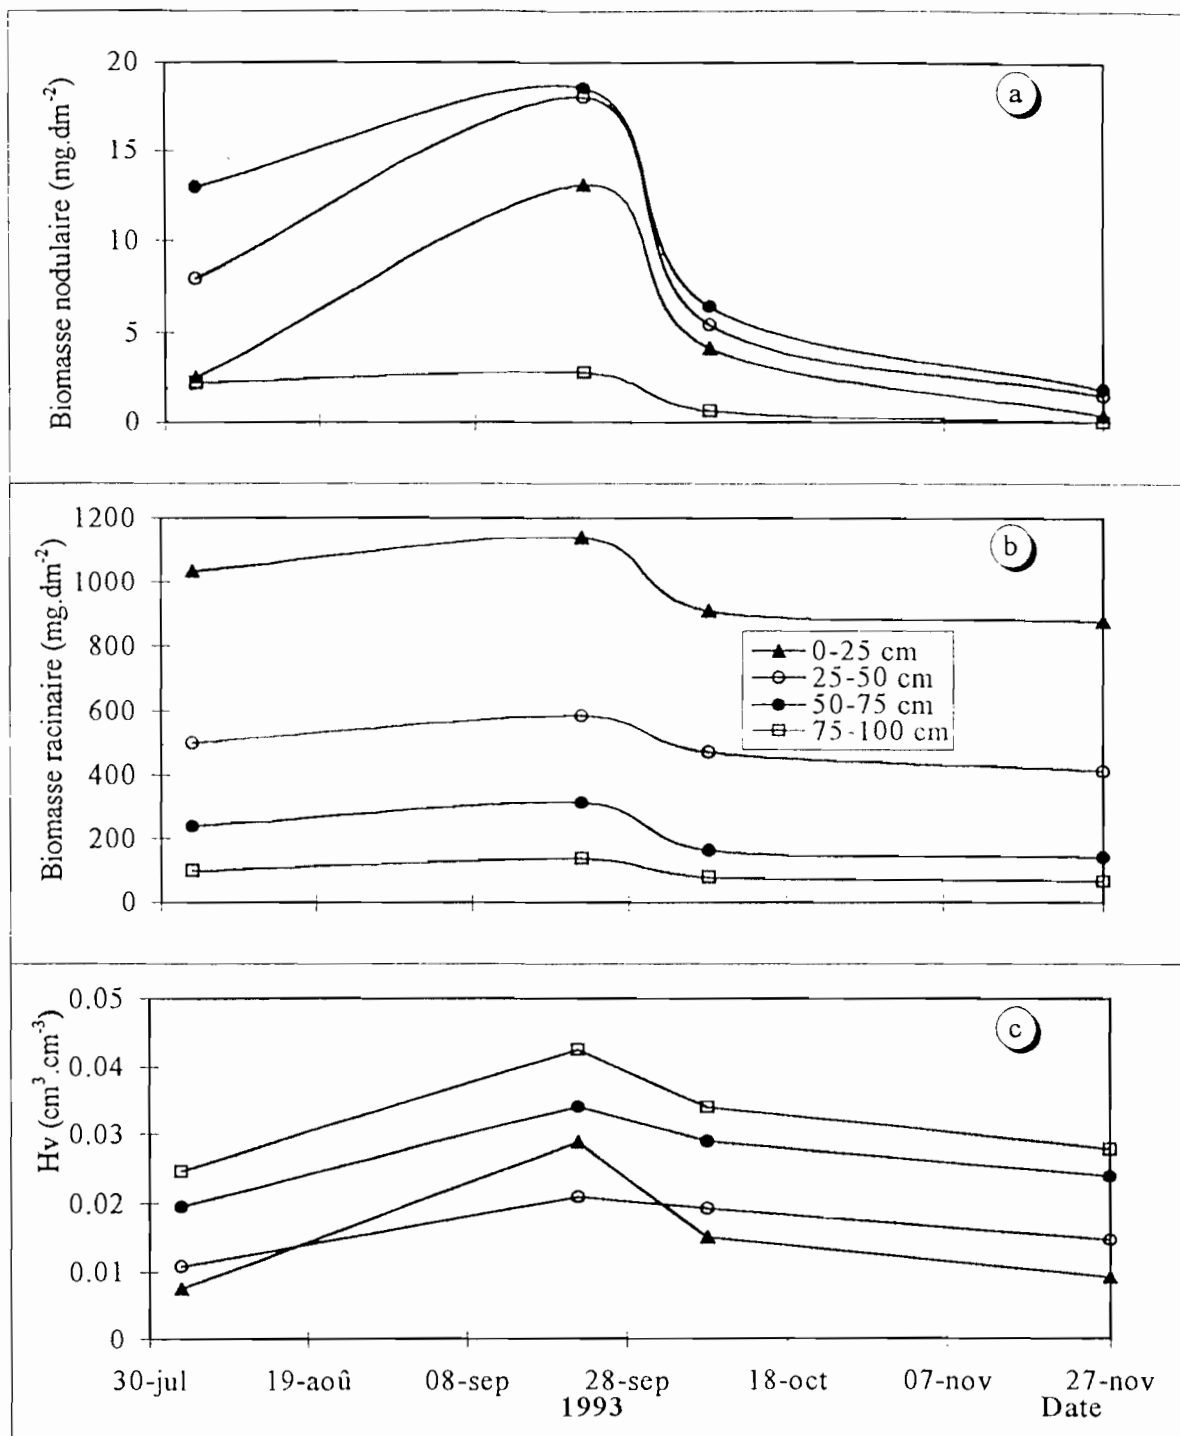 a
20
15
10
5
0
Biomasse nodulaire (mg.dm-2)
b
1200
1000
800
600
400
200
0
Biomasse racinaire (mg.dm-2)
0-25 cm
25-50 cm
50-75 cm
75-100 cm
c
0.05
0.04
0.03
0.02
0.01
0
Hv (cm3.cm-3)
30-jul 19-aoû 08-sep 28-sep 18-oct 07-nov 27-nov
1993 Date